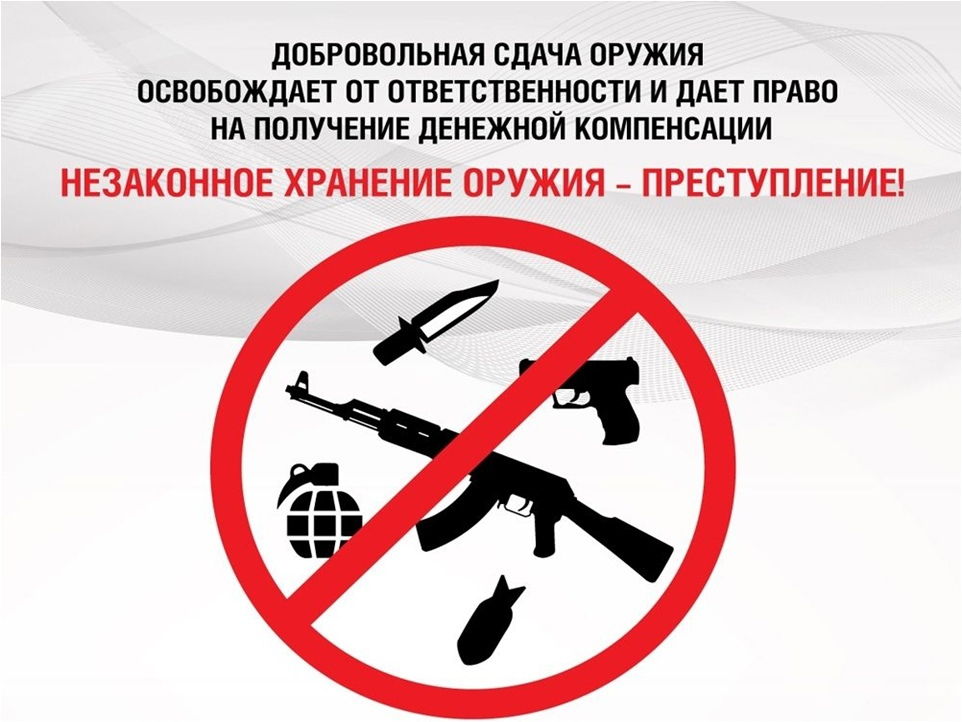 ДОБРОВОЛЬНАЯ СДАЧА ОРУЖИЯ
ОСВОБОЖДАЕТ ОТ ОТВЕТСТВЕННОСТИ И ДАЕТ ПРАВО
НА ПОЛУЧЕНИЕ ДЕНЕЖНОЙ КОМПЕНСАЦИИ
НЕЗАКОННОЕ ХРАНЕНИЕ ОРУЖИЯ – ПРЕСТУПЛЕНИЕ!